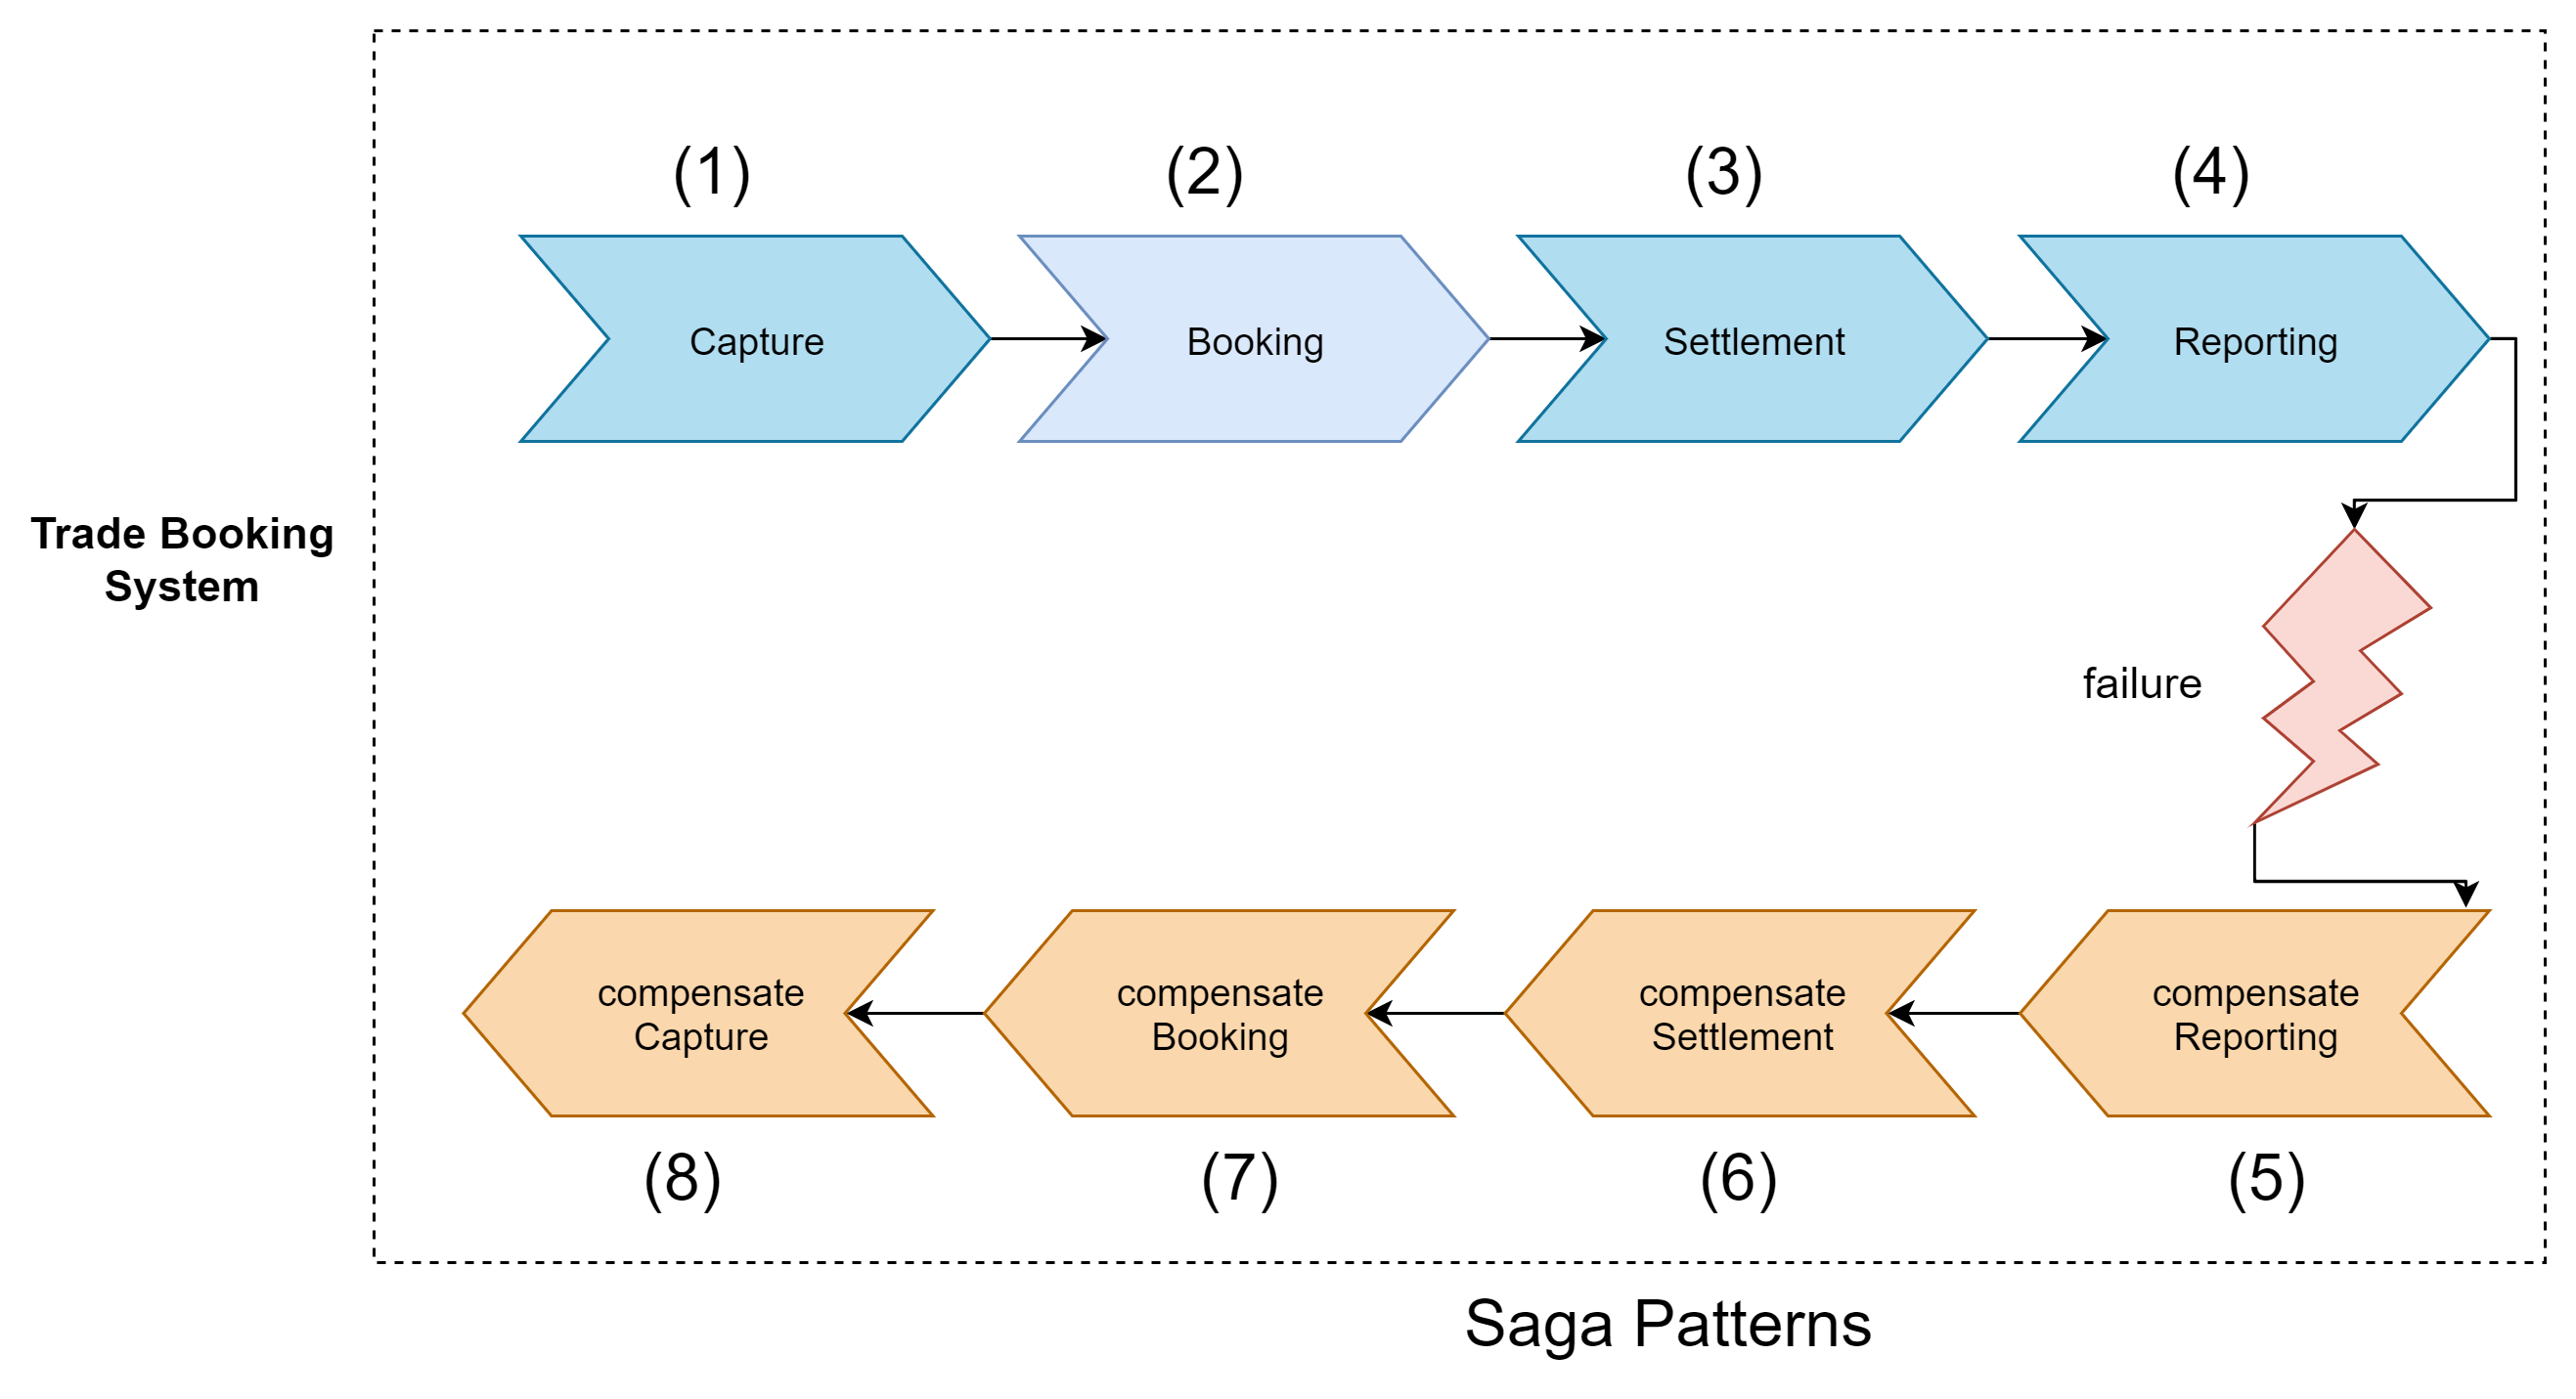 (1)
(2)
(3)
(4)
Capture
Booking
Settlement
Reporting
Trade Booking
System
failure
compensate
Capture
compensate
Booking
compensate
Settlement
compensate
Reporting
(8)
(7)
(6)
(5)
Saga Patterns